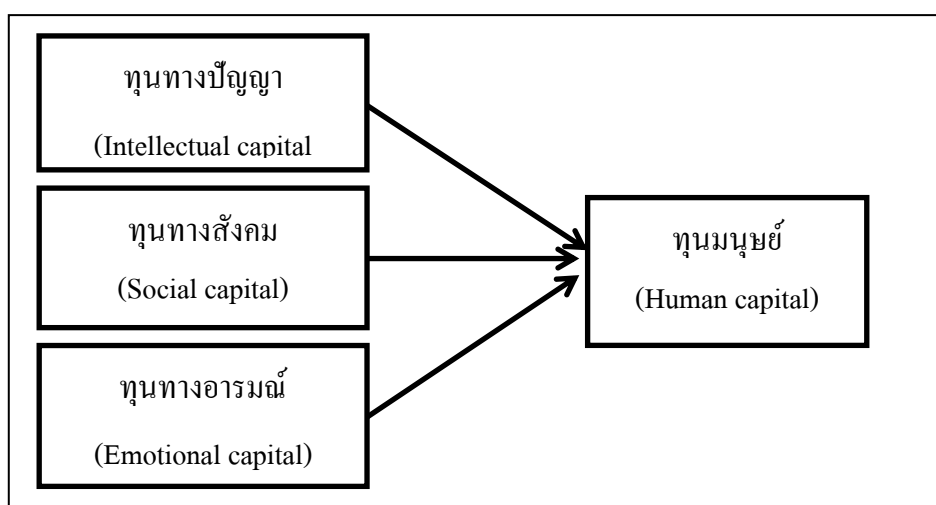 ทุนทางปัญญา
(Intellectual capital
ทุนทางสังคม
(Social capital)
ทุนทางอารมณ์
(Emotional capital)
ทุนมนุษย์
(Human capital)